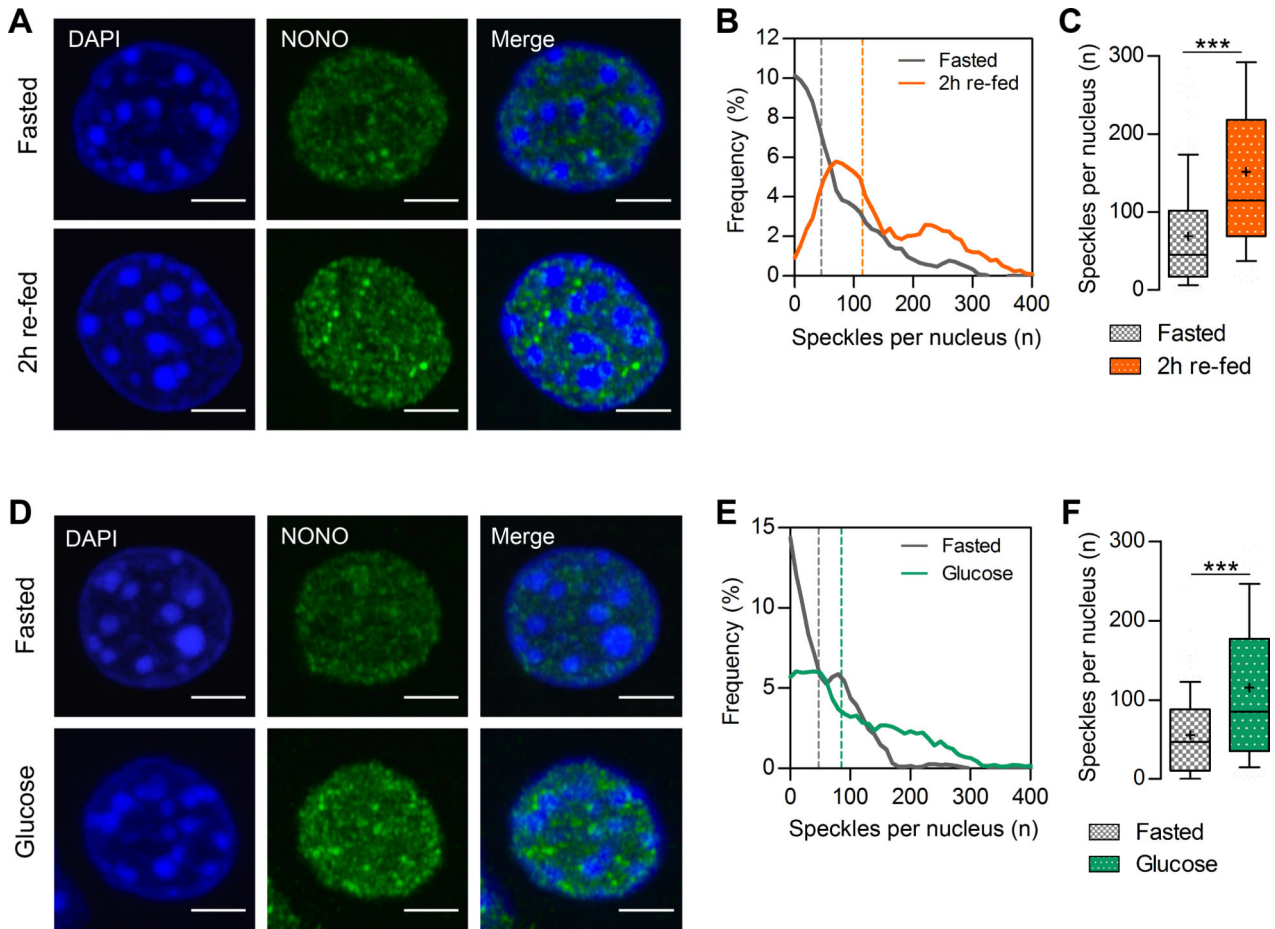 A
DAPI
NONO
Merge
Fasted
2h re-fed
B
12
10
8
6
4
2
0
Frequency (%)
0
100
200
300
400
Speckles per nucleus (n)
Fasted
2h re-fed
C
***
300
200
100
0
Speckles per nucleus (n)
Fasted
2h re-fed
D
DAPI
NONO
Merge
Fasted
Glucose
E
15
10
5
0
Frequency (%)
0
100
200
300
400
Speckles per nucleus (n)
Fasted
Glucose
F
***
300
200
100
0
Speckles per nucleus (n)
Fasted
Glucose